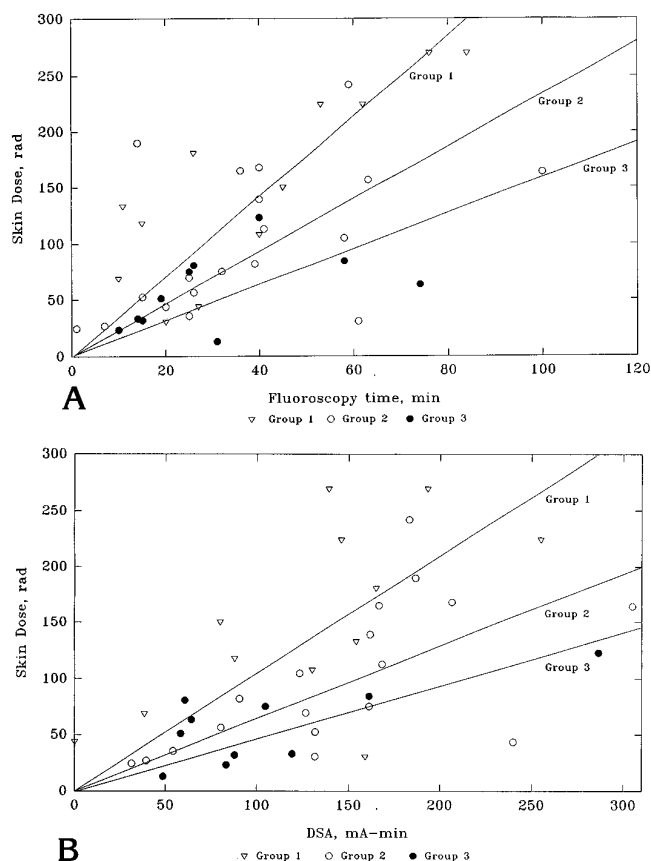 300
250
200
150
100
50
0
Skin Dose, rad
Group 1
Group 2
Group 3
0 20 40 60 80 100 120
Fluoroscopy time, min
A
Group 1 Group 2 Group 3
300
250
200
150
100
50
0
Skin Dose, rad
Group 1
Group 2
Group 3
0 50 100 150 200 250 300
DSA, mA-min
B
Group 1 Group 2 Group 3